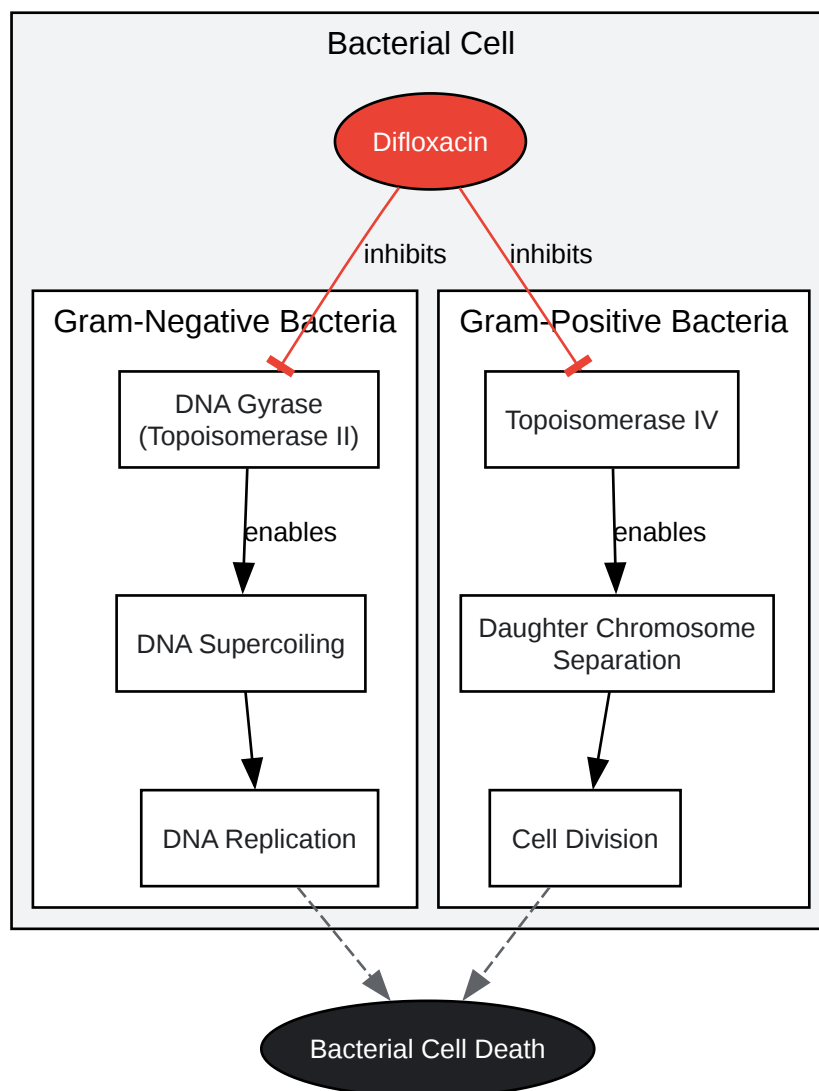 Bacterial Cell
Difloxacin
inhibits
inhibits
Gram-Negative Bacteria
Gram-Positive Bacteria
DNA Gyrase
(Topoisomerase II)
Topoisomerase IV
enables
enables
DNA Supercoiling
Daughter Chromosome
Separation
DNA Replication
Cell Division
Bacterial Cell Death